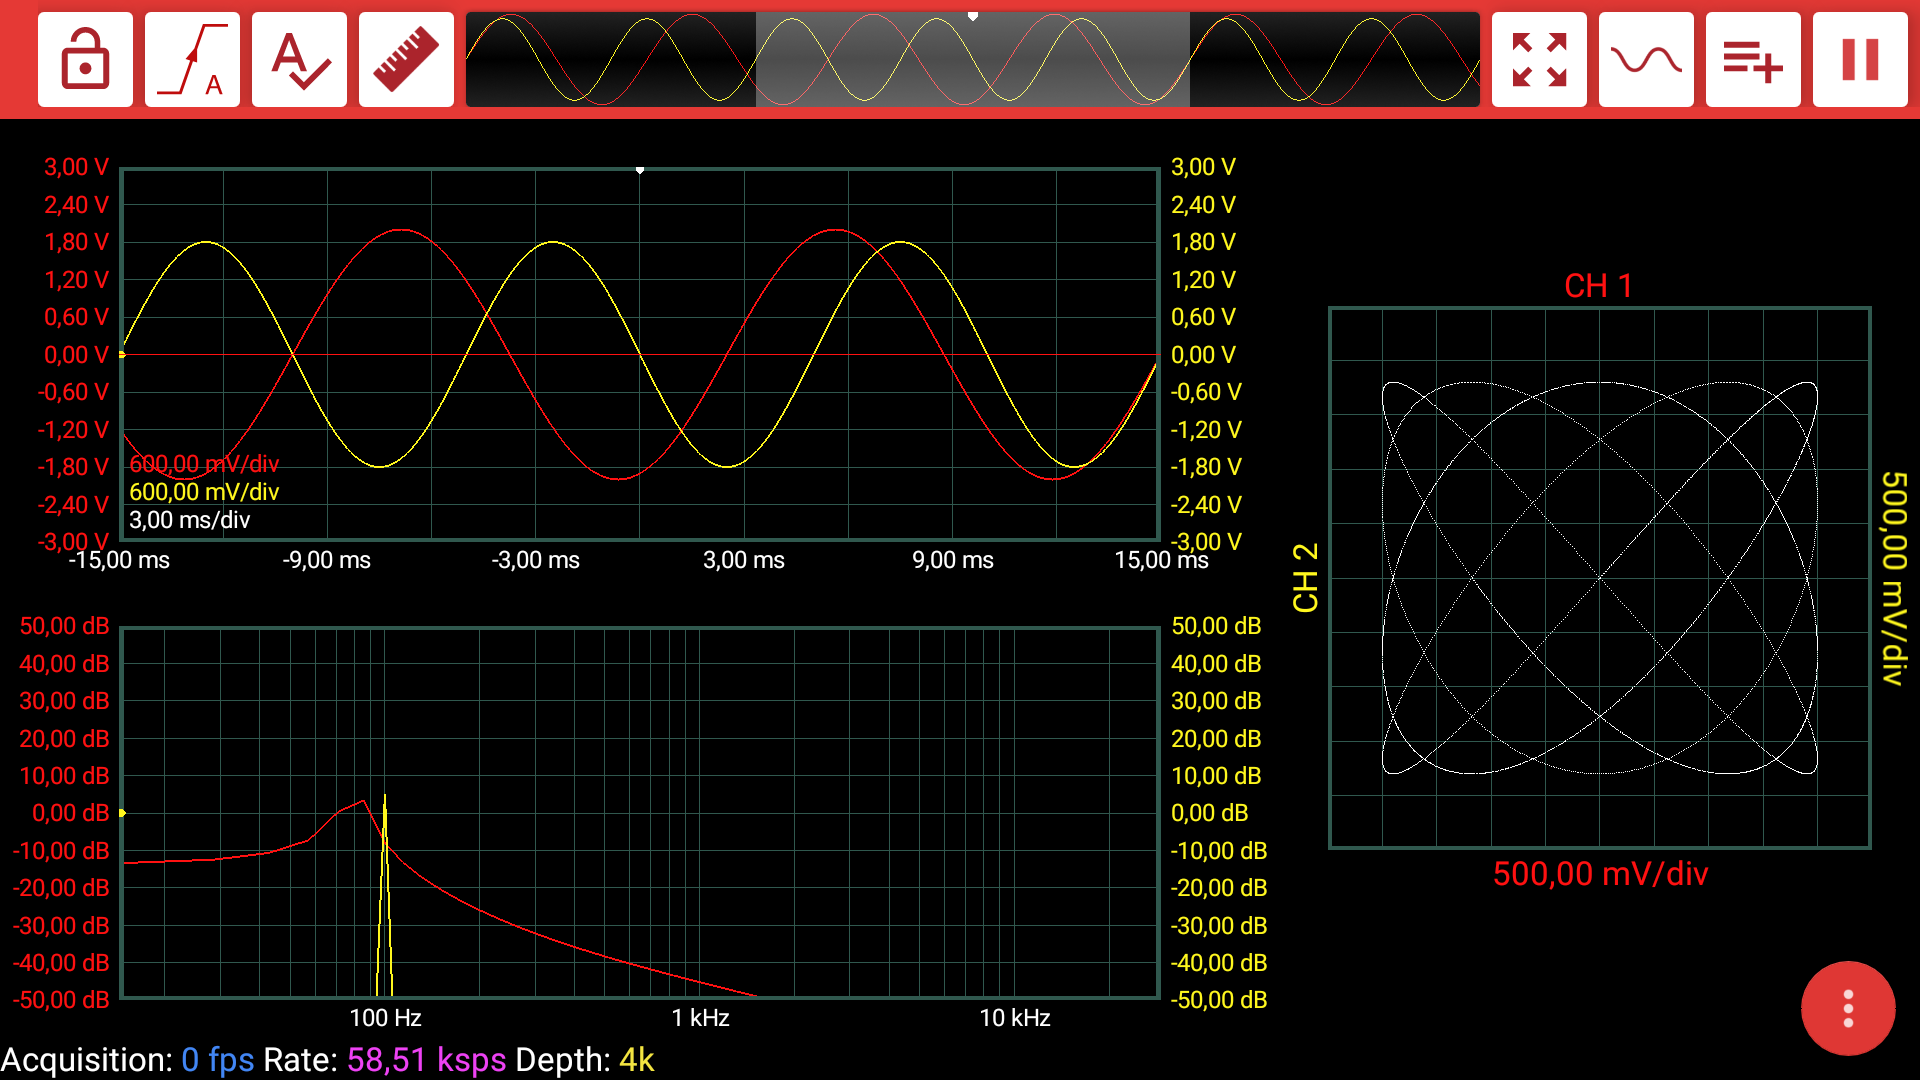 A
A
3,00 V
2,40 V
1,80 V
1,20 V
0,60 V
0,00 V
-0,60 V
-1,20 V
-1,80 V
-2,40 V
-3,00 V
600,00 mV/div
600,00 mV/div
3,00 ms/div
3,00 V
2,40 V
1,80 V
1,20 V
0,60 V
0,00 V
-0,60 V
-1,20 V
-1,80 V
-2,40 V
-3,00 V
-15,00 ms -9,00 ms -3,00 ms 3,00 ms 9,00 ms 15,00 ms
CH 1
CH 2
500,00 mV/div
500,00 mV/div
50,00 dB
40,00 dB
30,00 dB
20,00 dB
10,00 dB
0,00 dB
-10,00 dB
-20,00 dB
-30,00 dB
-40,00 dB
-50,00 dB
50,00 dB
40,00 dB
30,00 dB
20,00 dB
10,00 dB
0,00 dB
-10,00 dB
-20,00 dB
-30,00 dB
-40,00 dB
-50,00 dB
100 Hz 1 kHz 10 kHz
Acquisition: 0 fps Rate: 58,51 ksps Depth: 4k